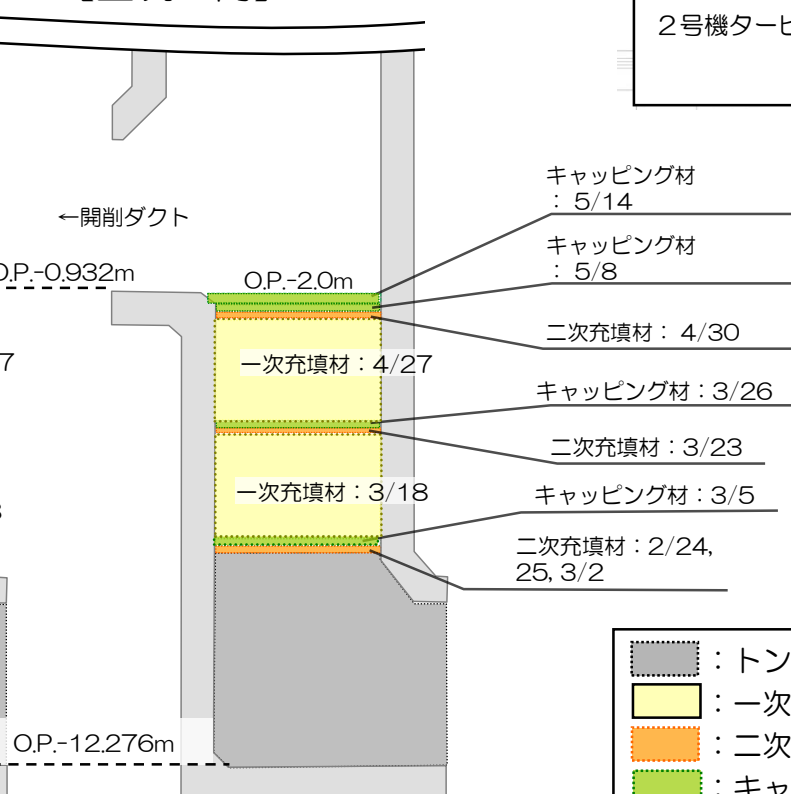 2号機タービ
キャッピング材
: 5/14
←開削ダクト
キャッピング材
: 5/8
O.P.-0.932m
O.P.-2.0m
二次充填材： 4/30
7
一次充填材：4/27
キャッピング材：3/26
二次充填材：3/23
一次充填材：3/18
キャッピング材：3/5
二次充填材：2/24,
25, 3/2
：トン
：一次
O.P.-12.276m
：二次
：キャ